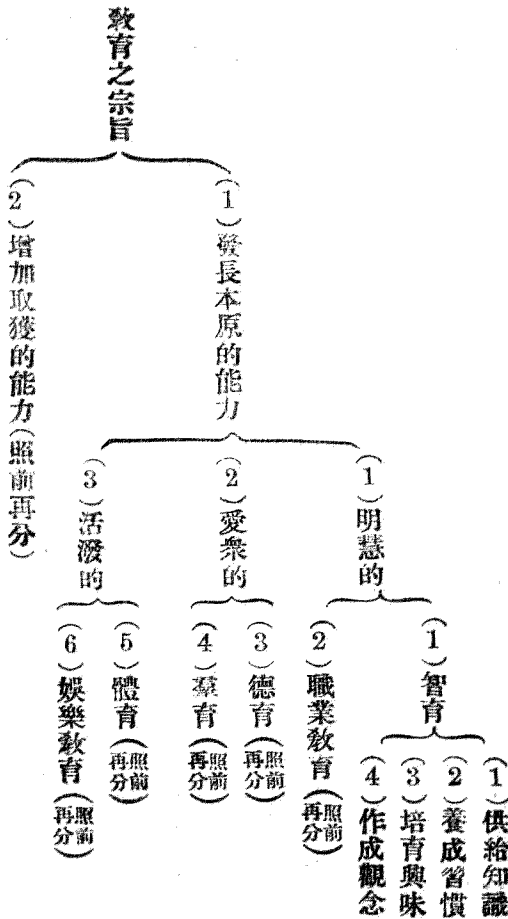 教育之宗旨
(1)發長本原的能力
(1)明慧的
(1)智育
(1)供給知識
(2)養成習慣
(3)培育興味
(4)作成觀念
(2)職業教育(照前再分)
(2)愛衆的
(3)德育(照前再分)
(4)羣育(照前再分)
(3)活潑的
(5)體育(照前再分)
(6)娛樂教育(照前再分)
(2)增加取獲的能力(照前再分)